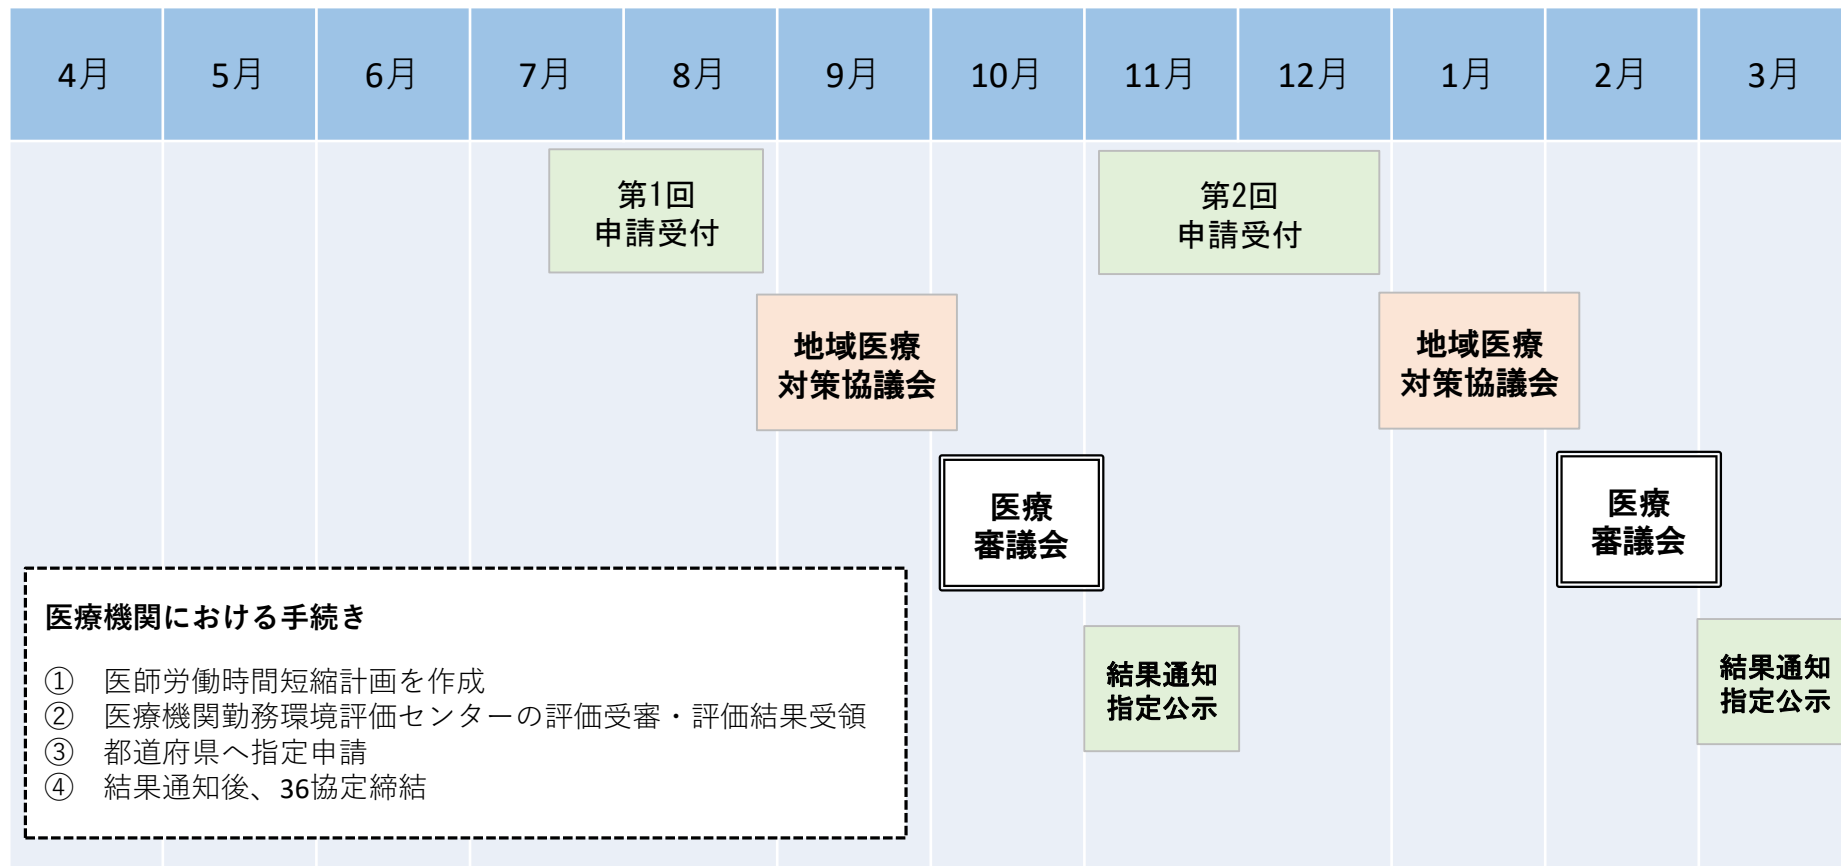 4月
5月
6月
7月
8月
9月
10月
11月
12月
1月
2月
3月
第1回
申請受付
第2回
申請受付
地域医療
対策協議会
地域医療
対策協議会
医療
審議会
医療
審議会
結果通知
指定公示
結果通知
指定公示
医療機関における手続き
① 医師労働時間短縮計画を作成
② 医療機関勤務環境評価センターの評価受審・評価結果受領
③ 都道府県へ指定申請
④ 結果通知後、36協定締結